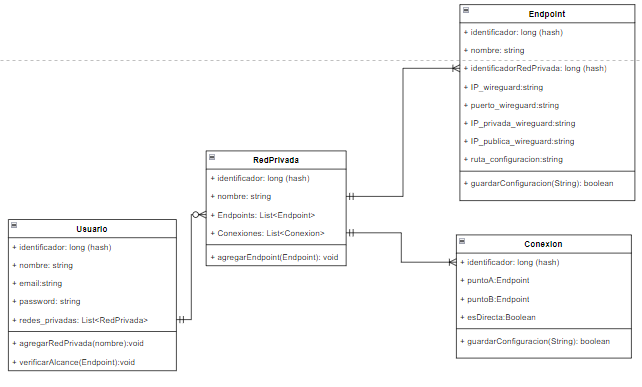 Endpoint
+ identificador: long (hash)
+ nombre: string
+ identificadorRedPrivada: long (hash)
+ IP_wireguard:string
+ puerto_wireguard:string
+ IP_privada_wireguard:string
+ IP_publica_wireguard:string
+ ruta_configuracion:string
+ guardarConfiguracion(String): boolean
RedPrivada
+ identificador: long (hash)
+ nombre: string
+ Endpoints: List<Endpoint>
+ Conexiones: List<Conexion>
+ agregarEndpoint(Endpoint): void
Usuario
+ identificador: long (hash)
+ nombre: string
+ email:string
+ password: string
+ redes_privadas: List<RedPrivada>
+ agregarRedPrivada(nombre):void
+ verificarAlcance(Endpoint):void
Conexion
+ identificador: long (hash)
+ puntoA:Endpoint
+ puntoB:Endpoint
+ esDirecta:Boolean
+ guardarConfiguracion(String): boolean